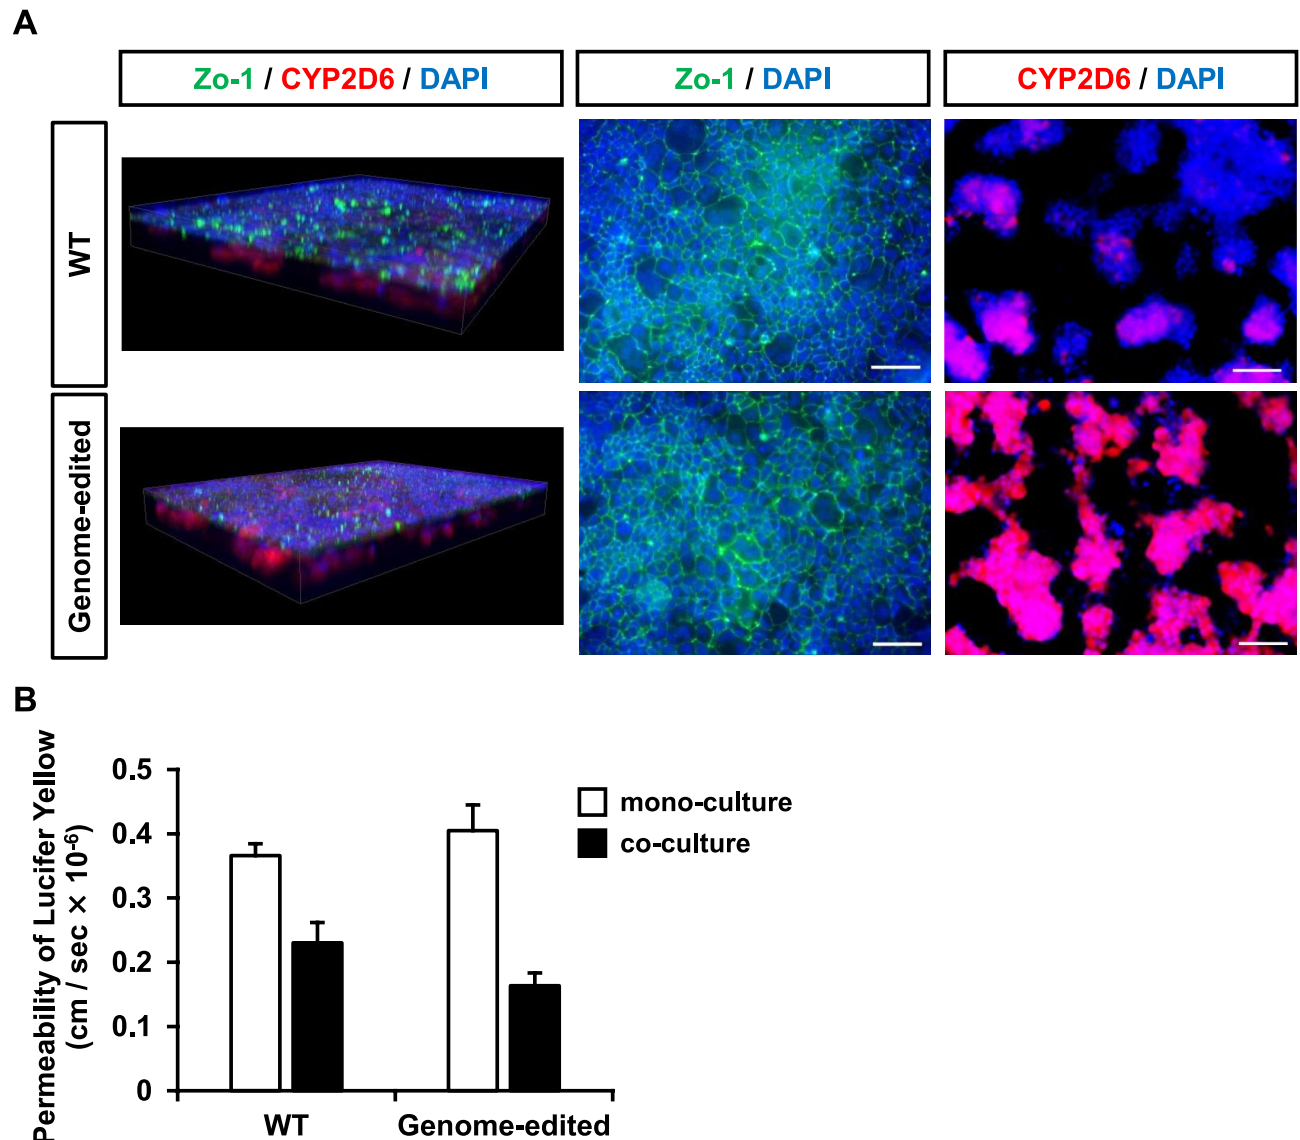 A
Zo-1 / CYP2D6 / DAPI
Zo-1 / DAPI
CYP2D6 / DAPI
WT
Genome-edited
B
Permeability of Lucifer Yellow
(cm / sec × 10⁻⁶)
0.5
0.4
0.3
0.2
0.1
0
mono-culture
co-culture
WT
Genome-edited